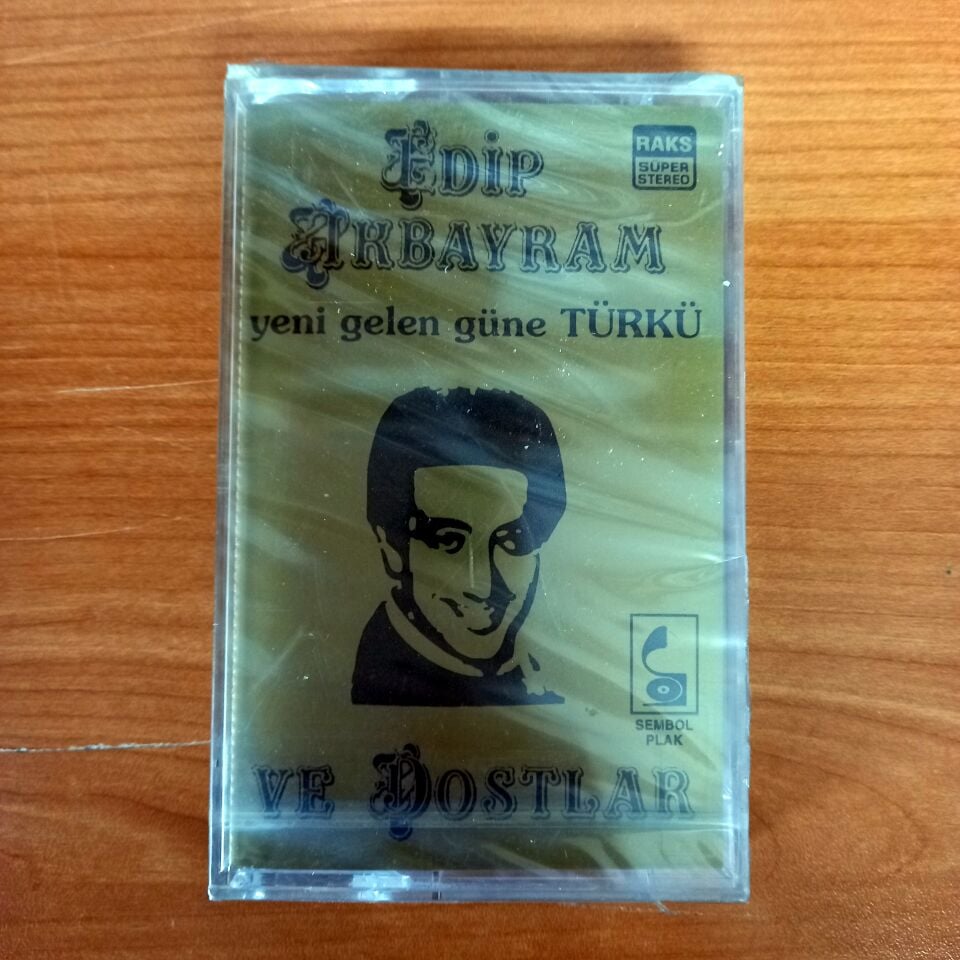 EDİP
AKBAYRAM
yeni gelen güne TÜRKÜ
RAKS
SÜPER
STEREO
SEMBOL
PLAK
VE DOSTLAR